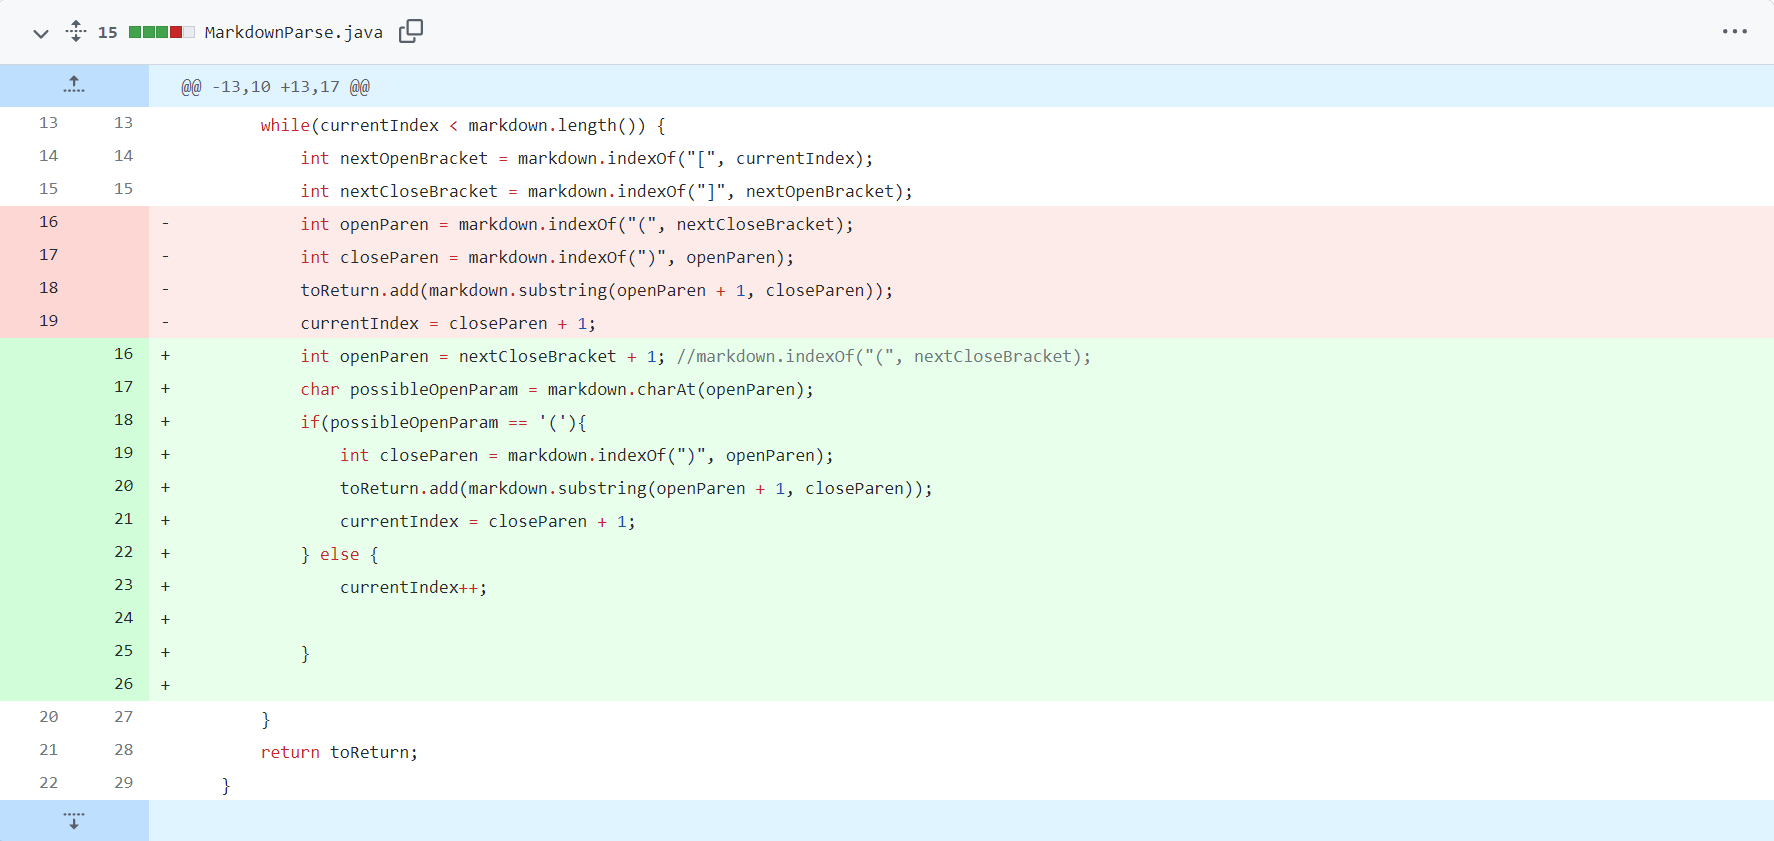 15 MarkdownParse.java
@@ -13,10 +13,17 @@
13 13 while(currentIndex < markdown.length()) {
14 14 int nextOpenBracket = markdown.indexOf("[", currentIndex);
15 15 int nextCloseBracket = markdown.indexOf("]", nextOpenBracket);
16 - int openParen = markdown.indexOf("(", nextCloseBracket);
17 - int closeParen = markdown.indexOf(")", openParen);
18 - toReturn.add(markdown.substring(openParen + 1, closeParen));
19 - currentIndex = closeParen + 1;
16 + int openParen = nextCloseBracket + 1; //markdown.indexOf("(", nextCloseBracket);
17 + char possibleOpenParam = markdown.charAt(openParen);
18 + if(possibleOpenParam == '('){
19 + int closeParen = markdown.indexOf(")", openParen);
20 + toReturn.add(markdown.substring(openParen + 1, closeParen));
21 + currentIndex = closeParen + 1;
22 + } else {
23 + currentIndex++;
24 +
25 + }
26 +
20 27 }
21 28 return toReturn;
22 29 }